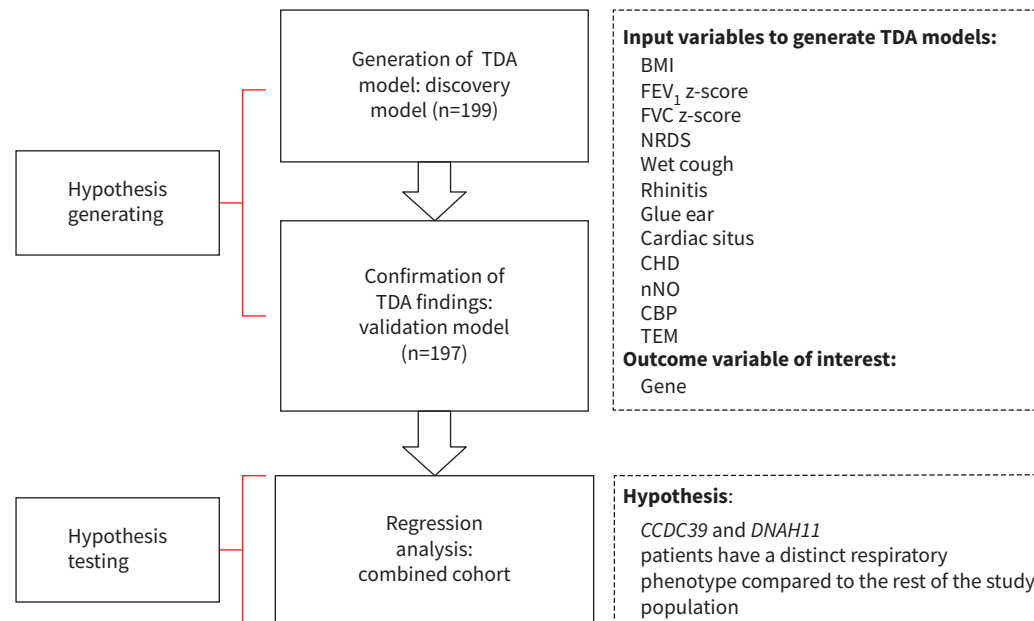 Hypothesis
generating
Generation of TDA
model: discovery
model (n=199)
Confirmation of
TDA findings:
validation model
(n=197)
Input variables to generate TDA models:
BMI
FEV₁ z-score
FVC z-score
NRDS
Wet cough
Rhinitis
Glue ear
Cardiac situs
CHD
nNO
CBP
TEM
Outcome variable of interest:
Gene
Hypothesis
testing
Regression
analysis:
combined cohort
Hypothesis:
CCDC39 and DNAH11
patients have a distinct respiratory
phenotype compared to the rest of the study
population